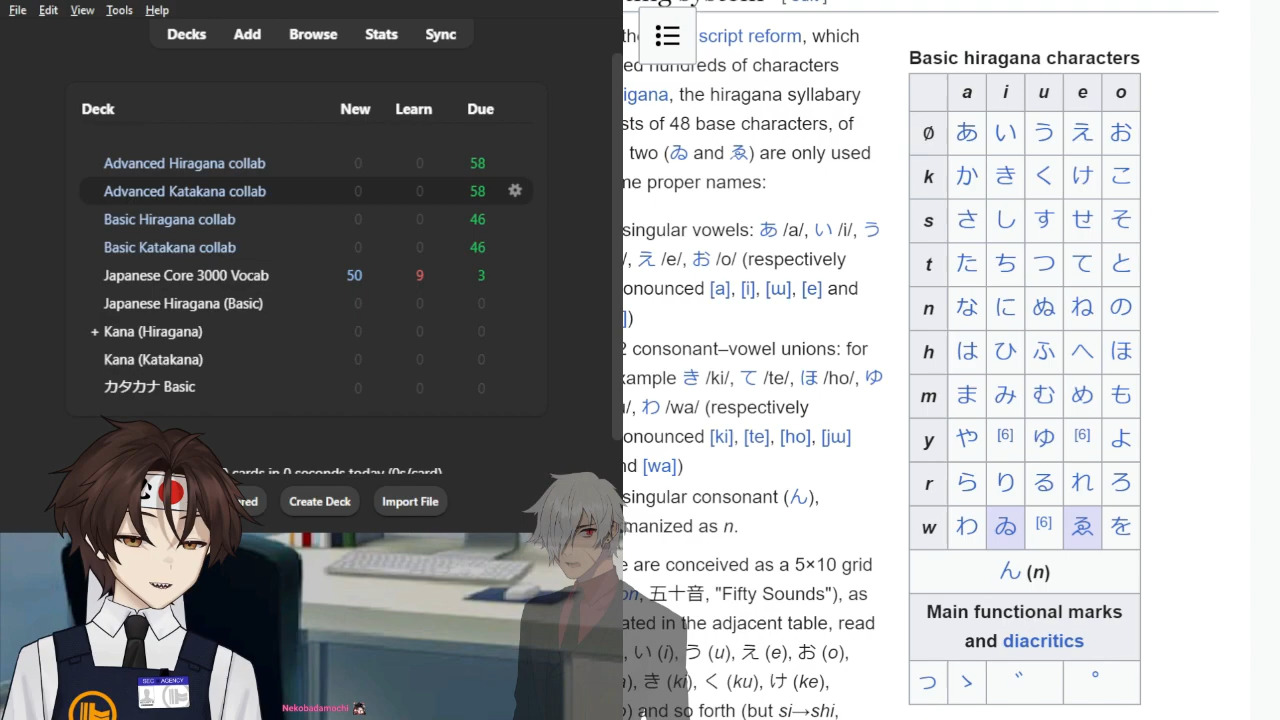 File Edit View Tools Help
Decks Add Browse Stats Sync
Deck New Learn Due
Advanced Hiragana collab 0 0 58
Advanced Katakana collab 0 0 58
Basic Hiragana collab 0 0 46
Basic Katakana collab 0 0 46
Japanese Core 3000 Vocab 50 9 3
Japanese Hiragana (Basic) 0 0 0
+ Kana (Hiragana) 0 0 0
Kana (Katakana) 0 0 0
カタカナ Basic 0 0 0
cards in 0 seconds today (0s/card)
Create Deck Import File
SEC AGENCY
Nekobadamochi
script reform, which
hundreds of characters
the hiragana syllabary
of 48 base characters, of
two (ゐ and ゑ) are only used
proper names:
singular vowels: あ /a/, い /i/, う
え /e/, お /o/ (respectively
[a], [i], [ɯ], [e] and
consonant–vowel unions: for
き /ki/, て /te/, ほ /ho/, ゆ
わ /wa/ (respectively
[ki], [te], [ho], [jɯ]
[wa])
singular consonant (ん),
as n.
are conceived as a 5×10 grid
五十音, "Fifty Sounds"), as
in the adjacent table, read
い (i), う (u), え (e), お (o),
き (ki), く (ku), け (ke),
and so forth (but si→shi,
Basic hiragana characters
a i u e o
Ø あ い う え お
k か き く け こ
s さ し す せ そ
t た ち つ て と
n な に ぬ ね の
h は ひ ふ へ ほ
m ま み む め も
y や [6] ゆ [6] よ
r ら り る れ ろ
w わ ゐ [6] ゑ を
ん (n)
Main functional marks
and diacritics
っ ゝ ゛ ゜